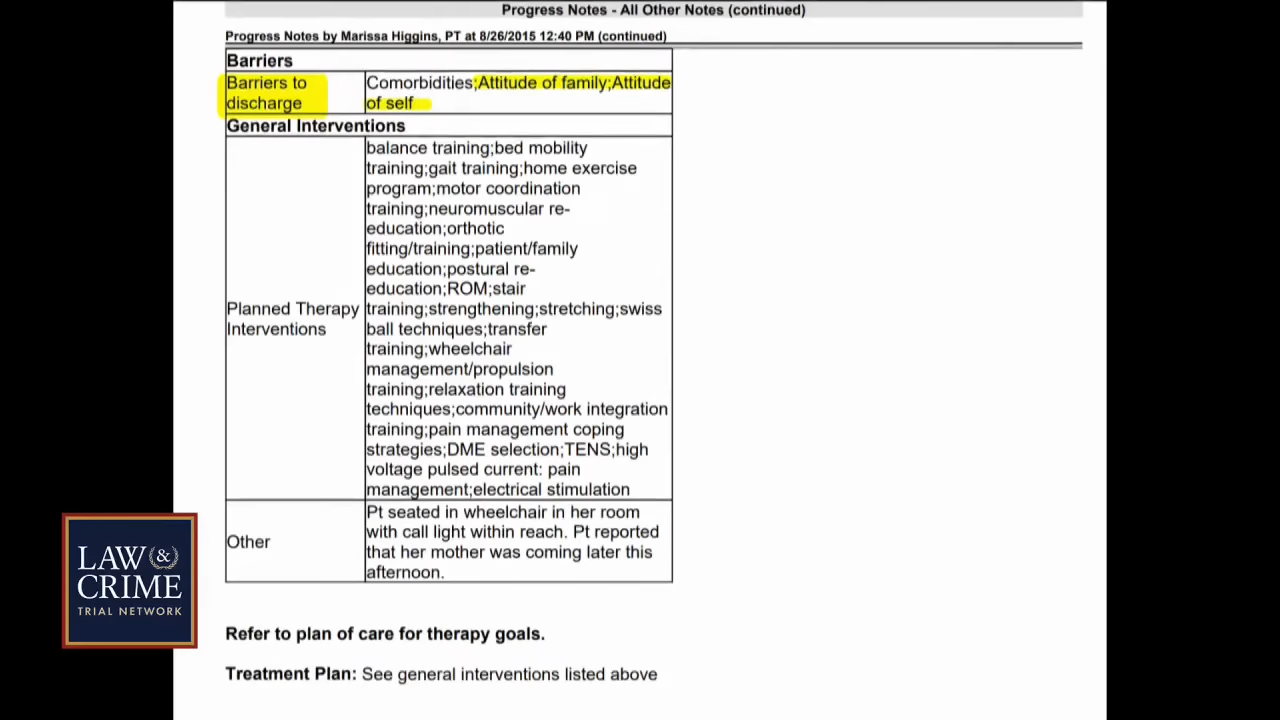 Progress Notes - All Other Notes (continued)
Progress Notes by Marissa Higgins, PT at 8/26/2015 12:40 PM (continued)
Barriers
Barriers to
discharge
Comorbidities;Attitude of family;Attitude
of self
General Interventions
Planned Therapy
Interventions
balance training;bed mobility
training;gait training;home exercise
program;motor coordination
training;neuromuscular re-
education;orthotic
fitting/training;patient/family
education;postural re-
education;ROM;stair
training;strengthening;stretching;swiss
ball techniques;transfer
training;wheelchair
management/propulsion
training;relaxation training
techniques;community/work integration
training;pain management coping
strategies;DME selection;TENS;high
voltage pulsed current: pain
management;electrical stimulation
Other
Pt seated in wheelchair in her room
with call light within reach. Pt reported
that her mother was coming later this
afternoon.
LAW &
CRIME
TRIAL NETWORK
Refer to plan of care for therapy goals.
Treatment Plan: See general interventions listed above